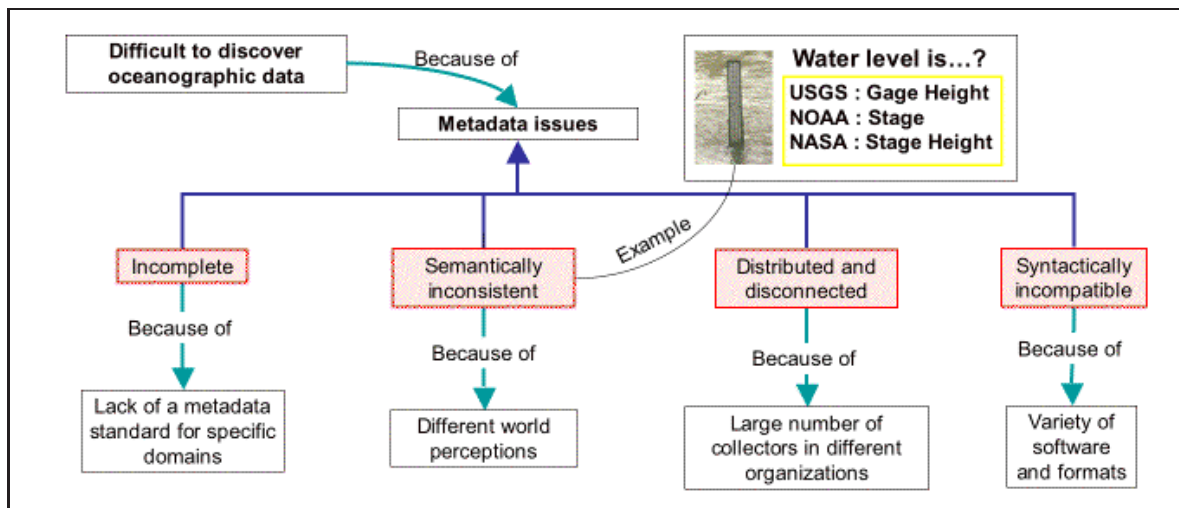 Difficult to discover
oceanographic data
Because of
Metadata issues
Water level is...?
USGS : Gage Height
NOAA : Stage
NASA : Stage Height
Example
Incomplete
Because of
Lack of a metadata
standard for specific
domains
Semantically
inconsistent
Because of
Different world
perceptions
Distributed and
disconnected
Because of
Large number of
collectors in different
organizations
Syntactically
incompatible
Because of
Variety of
software
and formats